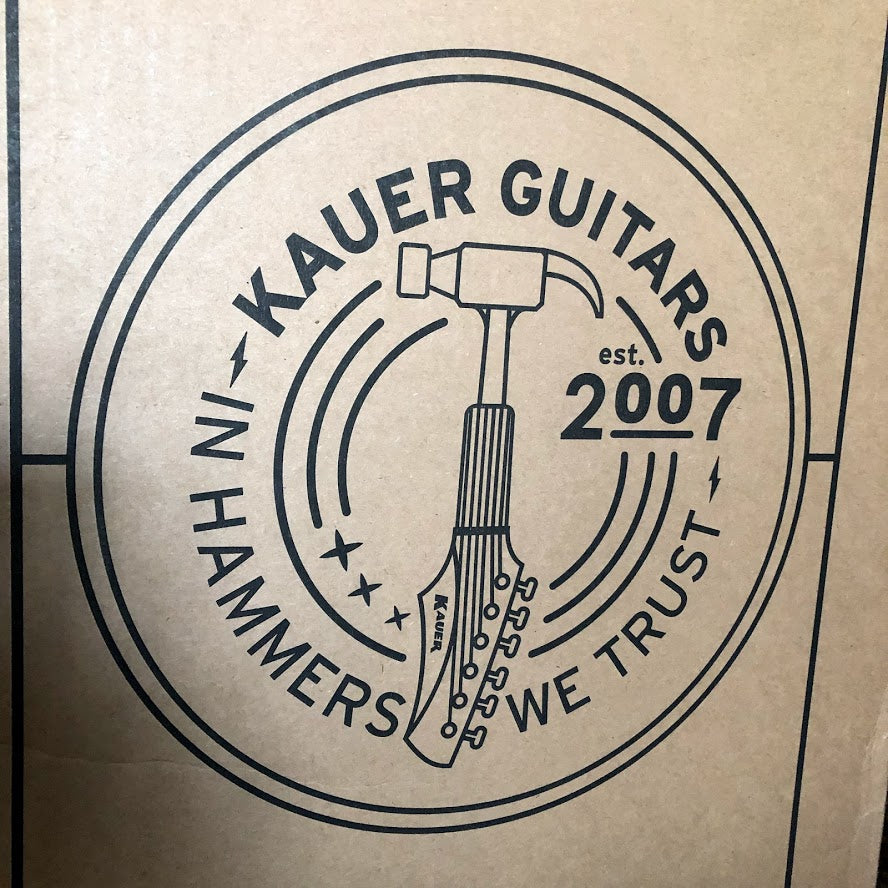 KAUER GUITARS
est.
2007
IN HAMMERS WE TRUST
KAUER